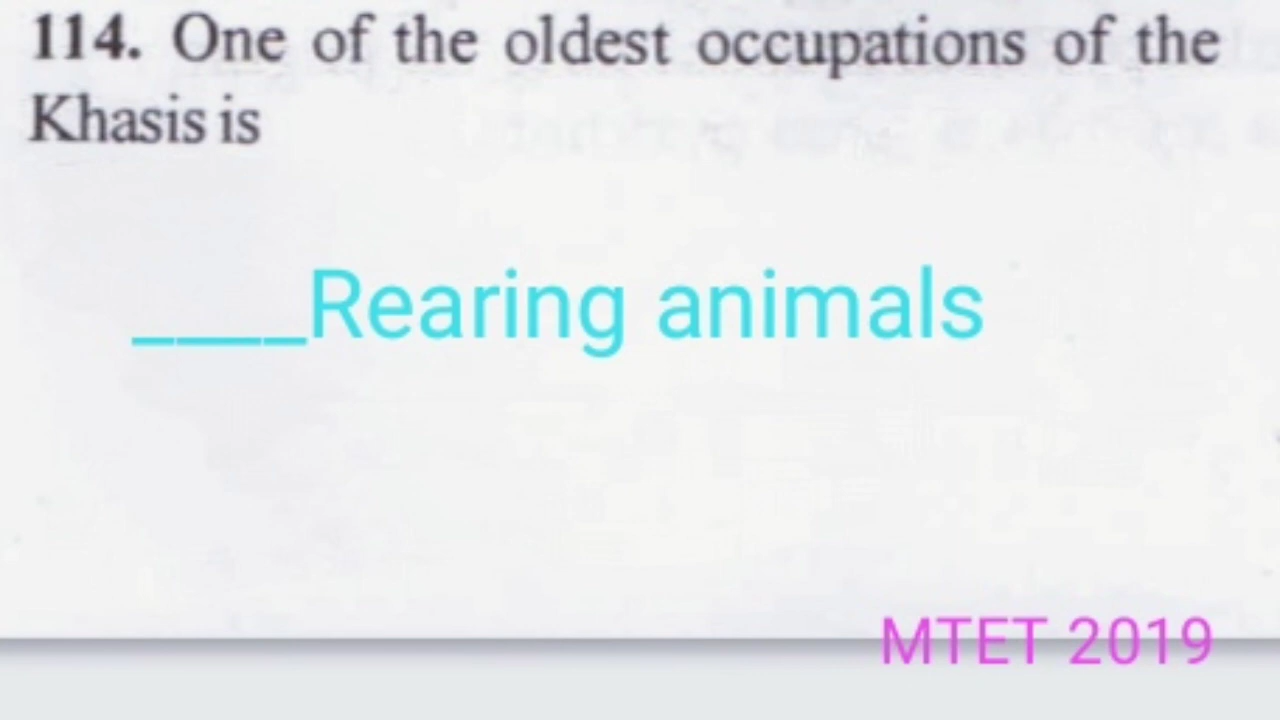 114. One of the oldest occupations of the
Khasis is
____Rearing animals
MTET 2019